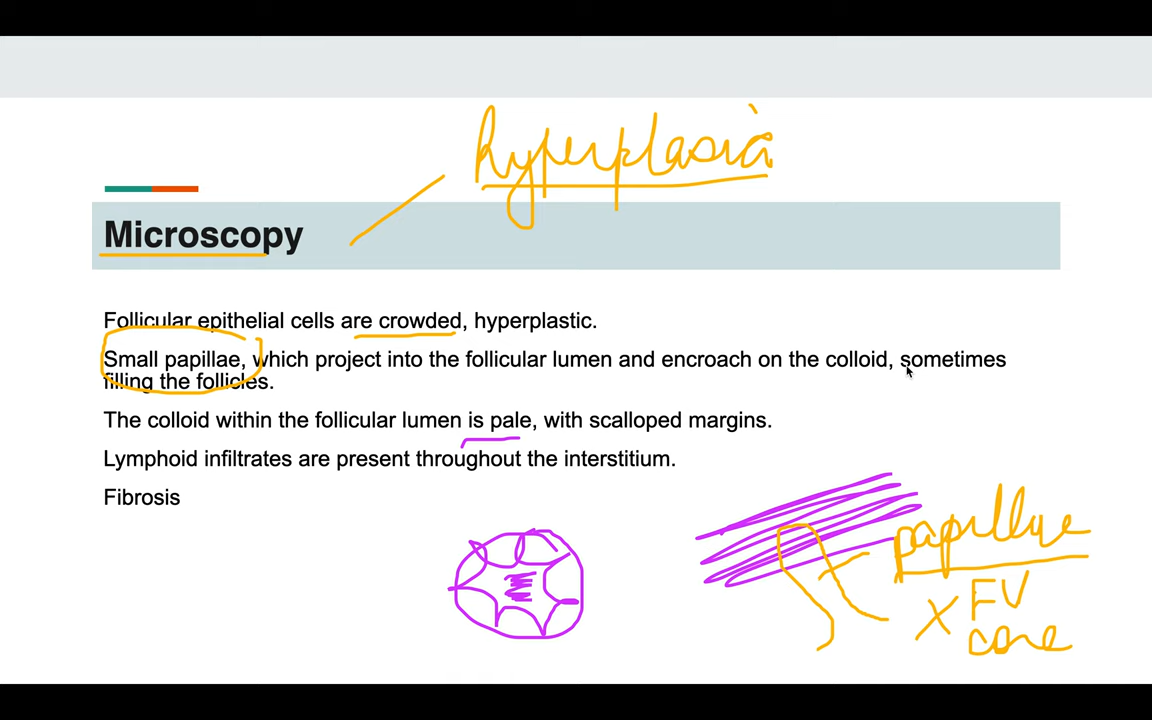 hyperplasia
Microscopy
Follicular epithelial cells are crowded, hyperplastic.
Small papillae, which project into the follicular lumen and encroach on the colloid, sometimes
filling the follicles.
The colloid within the follicular lumen is pale, with scalloped margins.
Lymphoid infiltrates are present throughout the interstitium.
Fibrosis
papillae
X FV
core